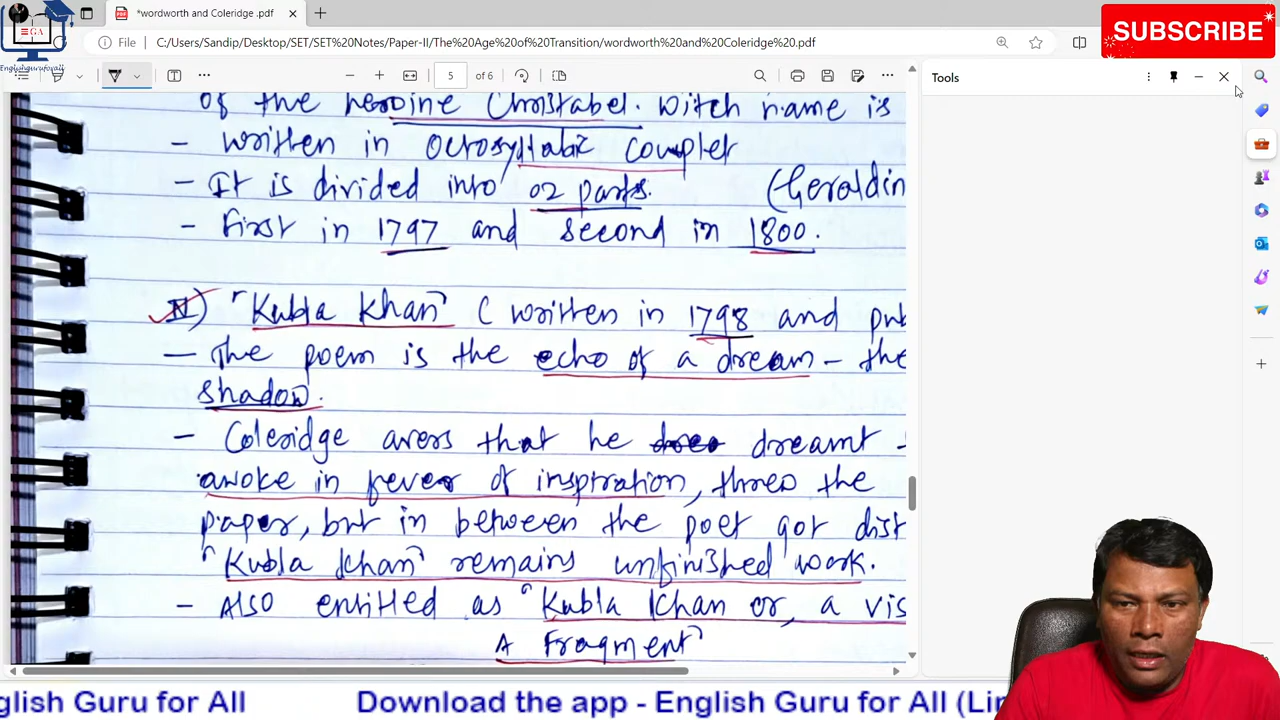 *wordworth and Coleridge .pdf
EGA
Englishguruforall
File
C:/Users/Sandip/Desktop/SET/SET%20Notes/Paper-II/The%20Age%20of%20Transition/wordworth%20and%20Coleridge%20.pdf
SUBSCRIBE
5 of 6
Tools
of the heroine Christabel. Witch name is
- written in Octosyllabic couplet
- It is divided into 02 parts. (Geraldin
- First in 1797 and second in 1800.
IV) "Kubla Khan" ( written in 1798 and pub
- The poem is the echo of a dream - the
shadow.
- Coleridge avers that he dreamt -
awoke in fever of inspiration, threw the
paper, but in between the poet got dist
"Kubla Khan" remains unfinished work.
- Also entitled as "Kubla Khan or, a vis
A Fragment"
nglish Guru for All Download the app - English Guru for All (Lin